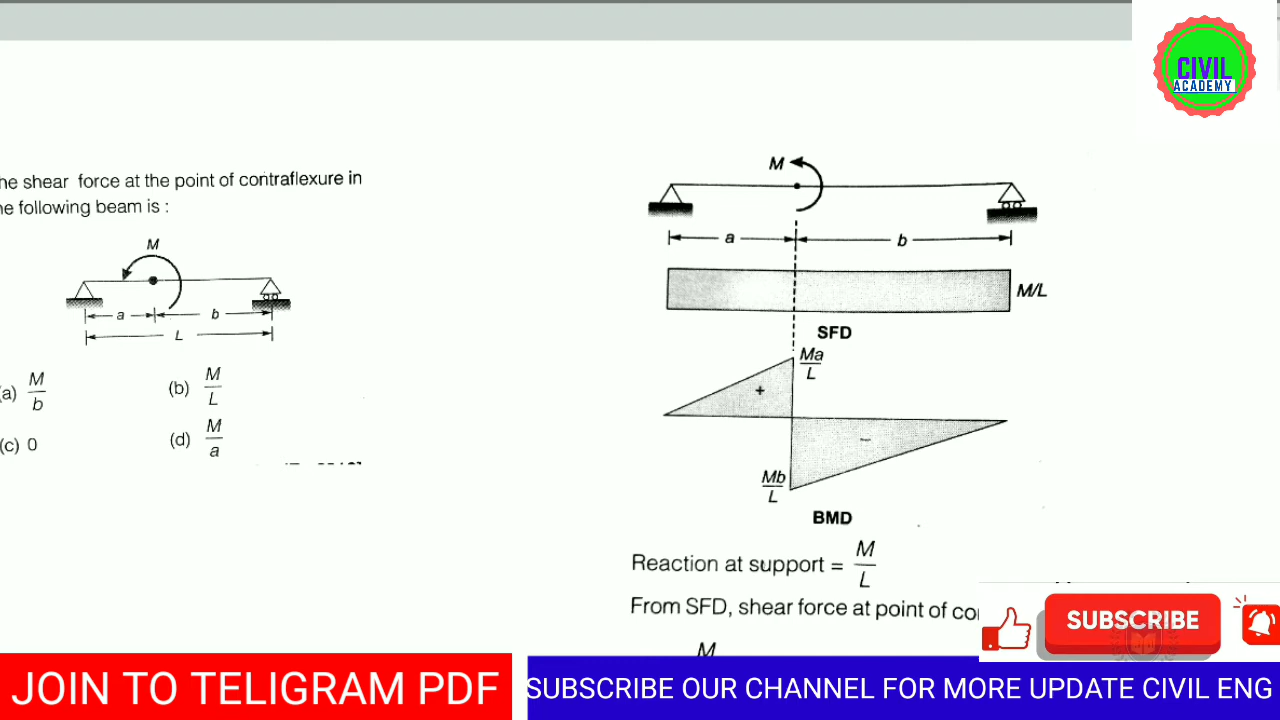 CIVIL
ACADEMY
he shear force at the point of contraflexure in
he following beam is :
M
a
b
L
(a) M/b
(b) M/L
(c) 0
(d) M/a
M
a
b
M/L
SFD
Ma/L
+
Mb/L
BMD
Reaction at support = M/L
From SFD, shear force at point of co
M
SUBSCRIBE
JOIN TO TELIGRAM PDF
SUBSCRIBE OUR CHANNEL FOR MORE UPDATE CIVIL ENG